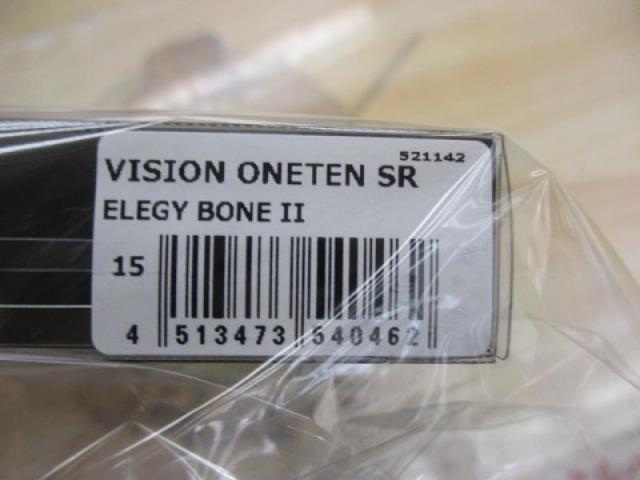 521142
VISION ONETEN SR
ELEGY BONE II
15
4 513473 540462